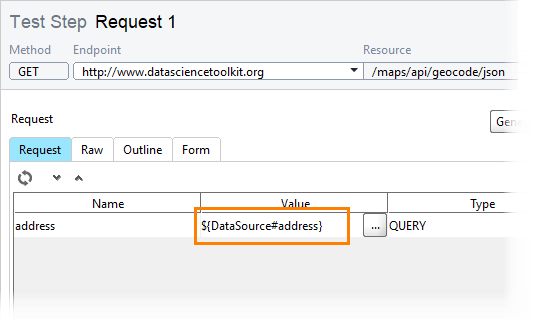 Test Step Request 1
Method Endpoint Resource
GET http://www.datasciencetoolkit.org /maps/api/geocode/json
Request
Request Raw Outline Form
Name Value Type
address ${DataSource#address} ... QUERY